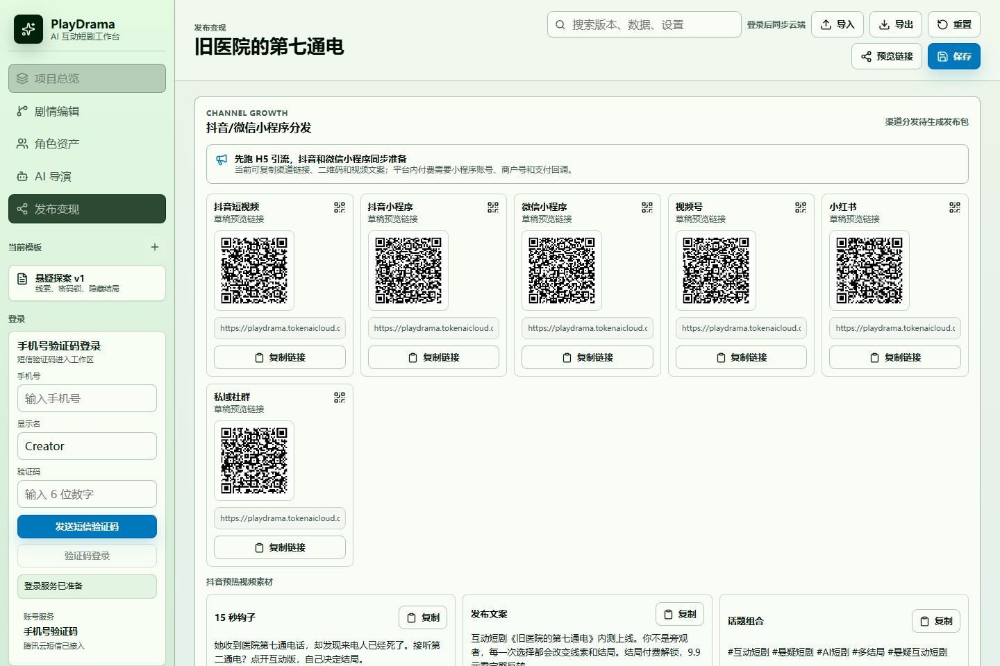 PlayDrama
AI 互动短剧工作台
项目总览
剧情编辑
角色资产
AI 导演
发布变现
当前模板
悬疑探案 v1
线索、密码锁、隐藏结局
登录
手机号验证码登录
短信验证码进入工作区
手机号
输入手机号
显示名
Creator
验证码
输入 6 位数字
发送短信验证码
验证码登录
登录服务已准备
账号服务
手机号验证码
腾讯云短信已接入
发布变现
旧医院的第七通电
搜索版本、数据、设置
登录后同步云端
导入
导出
重置
预览链接
保存
CHANNEL GROWTH
抖音/微信小程序分发
渠道分发待生成发布包
先跑 H5 引流，抖音和微信小程序同步准备
当前可复制渠道链接、二维码和视频文案；平台内付费需要小程序账号、商户号和支付回调。
抖音短视频
草稿预览链接
https://playdrama.tokenaicloud.c
复制链接
抖音小程序
草稿预览链接
https://playdrama.tokenaicloud.c
复制链接
微信小程序
草稿预览链接
https://playdrama.tokenaicloud.c
复制链接
视频号
草稿预览链接
https://playdrama.tokenaicloud.c
复制链接
小红书
草稿预览链接
https://playdrama.tokenaicloud.c
复制链接
私域社群
草稿预览链接
https://playdrama.tokenaicloud.c
复制链接
抖音预热视频素材
15 秒钩子
复制
她收到医院第七通电话，却发现来电人已经死了。接听第
二通电？点开互动版，自己决定结局。
发布文案
复制
互动短剧《旧医院的第七通电》内测上线。你不是旁观
者，每一次选择都会改变线索和结局。结局付费解锁，9.9
元看完整反转
话题组合
复制
#互动短剧 #悬疑短剧 #AI短剧 #多结局 #悬疑互动短剧